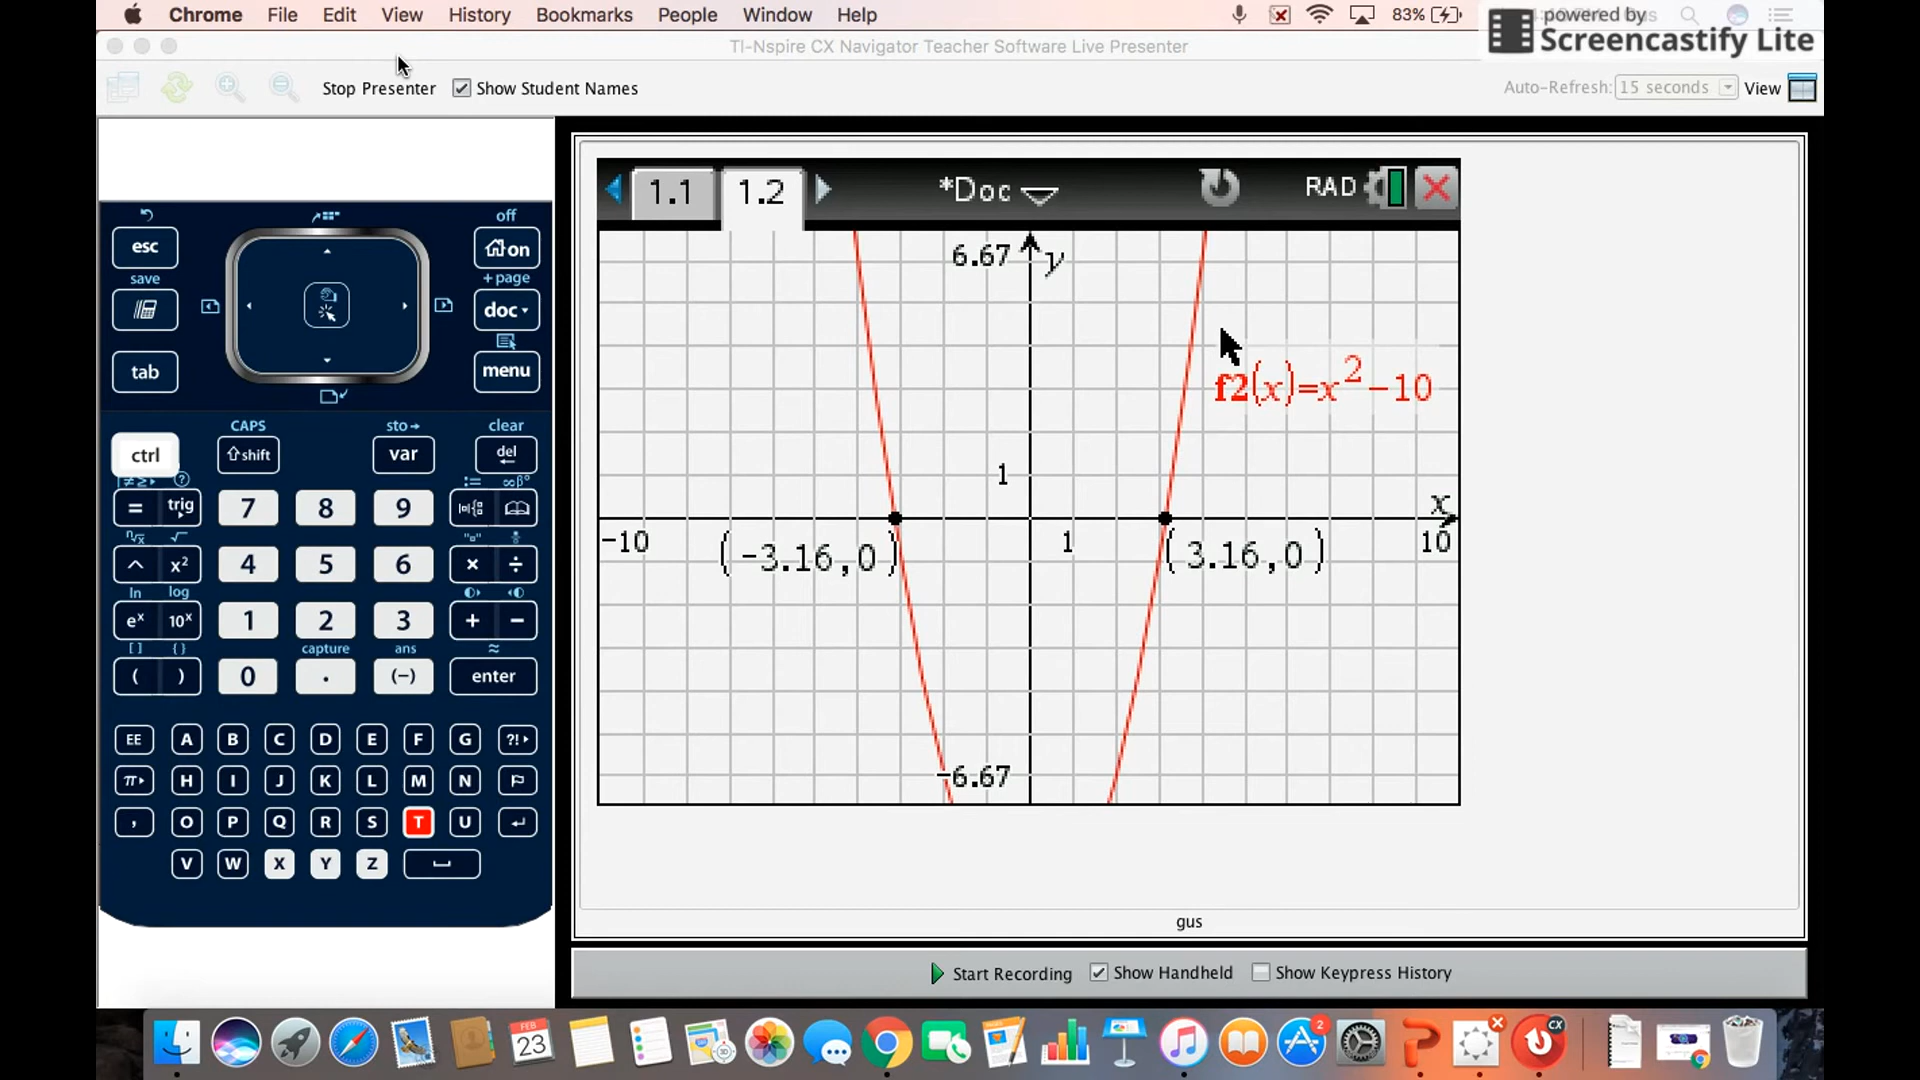 Chrome File Edit View History Bookmarks People Window Help 83%
powered by
Screencastify Lite
TI-Nspire CX Navigator Teacher Software Live Presenter
Stop Presenter Show Student Names Auto-Refresh: 15 seconds View
1.1 1.2 *Doc RAD
off
esc on
save + page
doc
tab menu
CAPS sto→ clear
ctrl shift var del
= trig 7 8 9
^ x² 4 5 6 × ÷
ln log
eˣ 10ˣ 1 2 3 + −
[ ] { } capture ans ≈
( ) 0 . (−) enter
EE A B C D E F G ?!▸
π▸ H I J K L M N
, O P Q R S T U
V W X Y Z
6.67 y
f2(x)=x²−10
1
x
-10 1 10
(-3.16,0) (3.16,0)
-6.67
gus
Start Recording Show Handheld Show Keypress History
FEB
23
2
CX